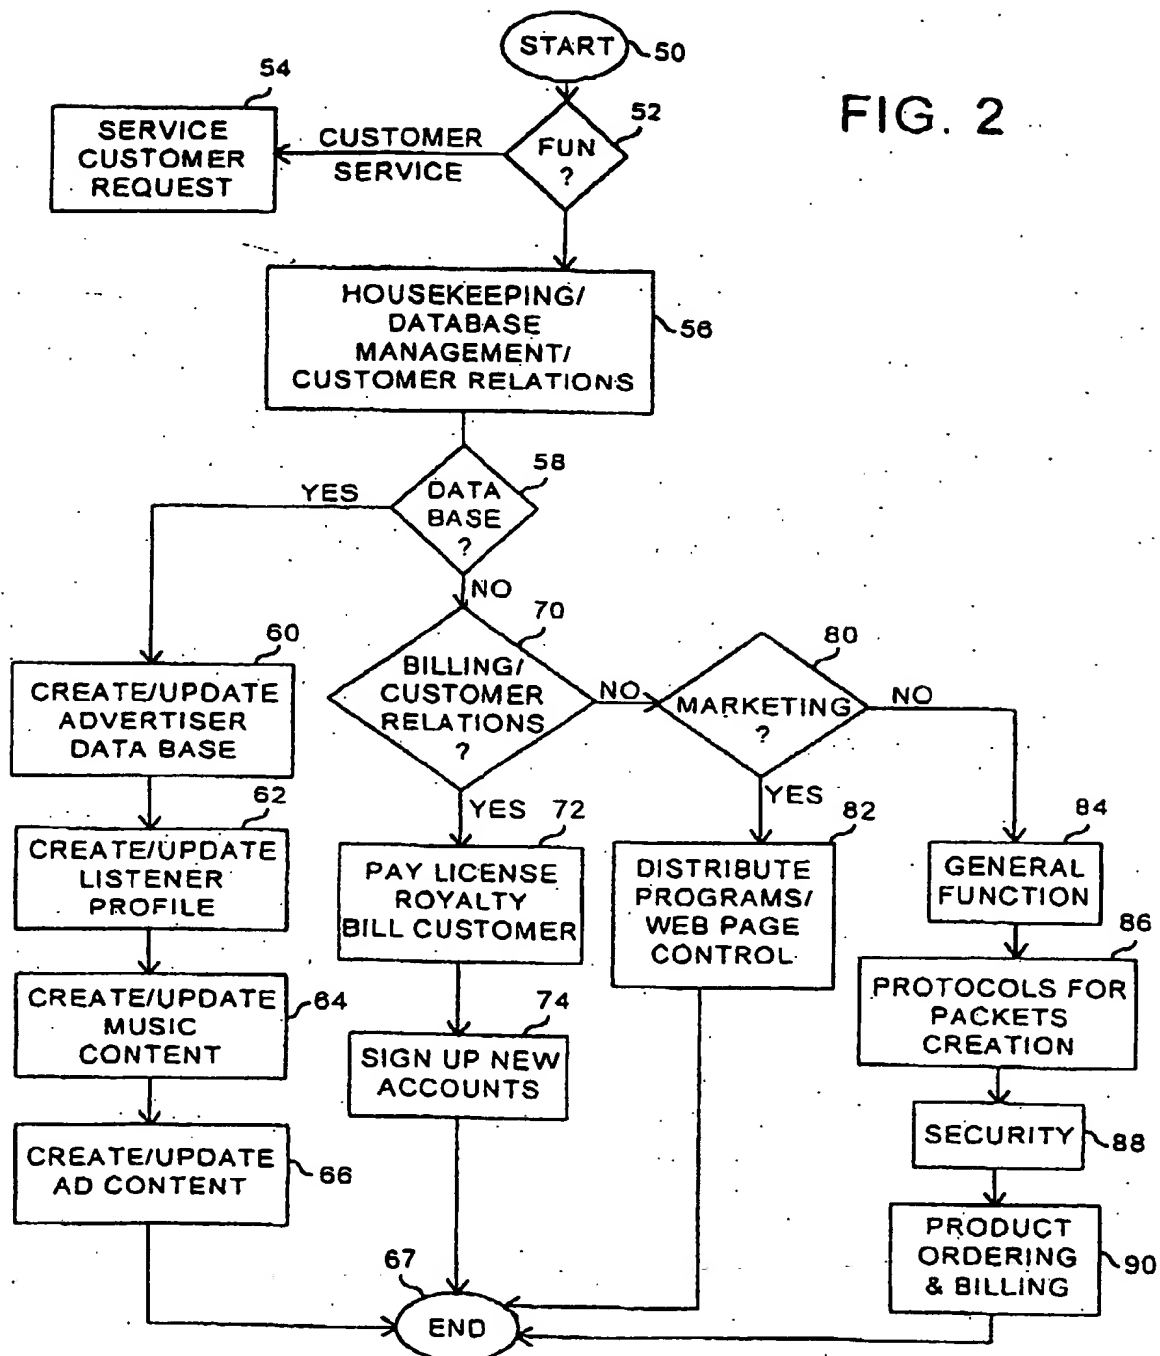 START
50
FIG. 2
54
SERVICE
CUSTOMER
REQUEST
CUSTOMER
SERVICE
52
FUN
?
HOUSEKEEPING/
DATABASE
MANAGEMENT/
CUSTOMER RELATIONS
56
58
DATA
BASE
?
YES
NO
60
CREATE/UPDATE
ADVERTISER
DATA BASE
70
BILLING/
CUSTOMER
RELATIONS
?
NO
80
MARKETING
?
NO
62
CREATE/UPDATE
LISTENER
PROFILE
YES
72
PAY LICENSE
ROYALTY
BILL CUSTOMER
YES
82
DISTRIBUTE
PROGRAMS/
WEB PAGE
CONTROL
84
GENERAL
FUNCTION
CREATE/UPDATE
MUSIC
CONTENT
64
74
SIGN UP NEW
ACCOUNTS
86
PROTOCOLS FOR
PACKETS
CREATION
CREATE/UPDATE
AD CONTENT
66
SECURITY
88
PRODUCT
ORDERING
& BILLING
90
67
END